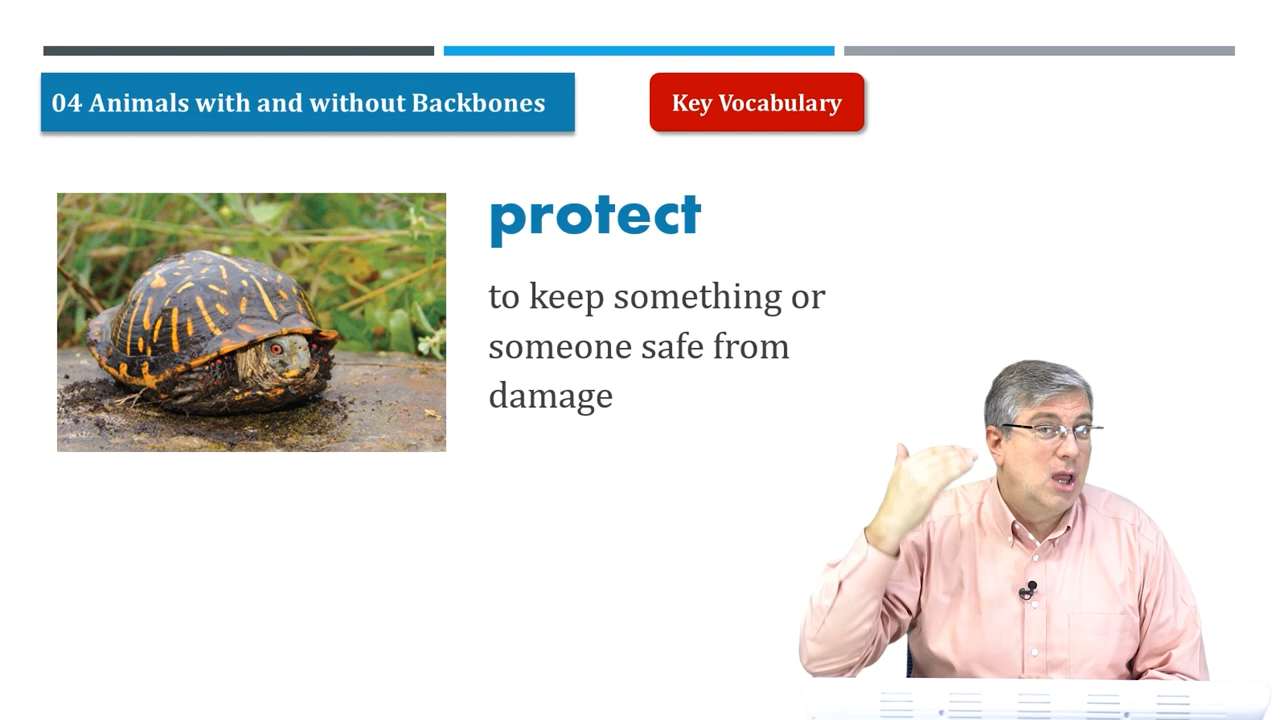 04 Animals with and without Backbones
Key Vocabulary
protect
to keep something or
someone safe from
damage